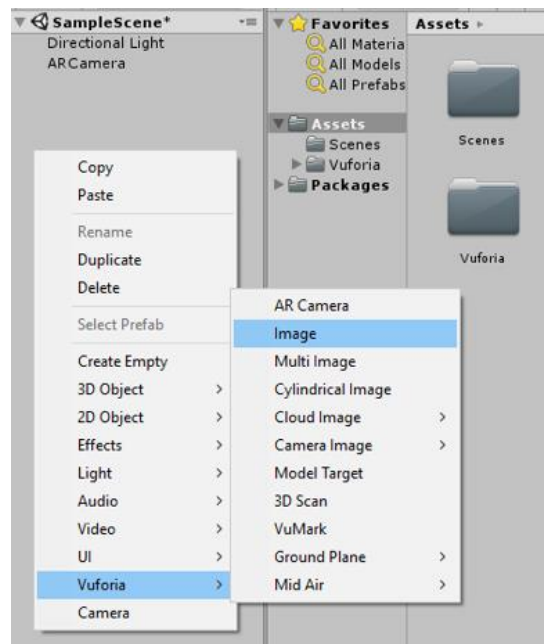 SampleScene*
Directional Light
ARCamera
Favorites
All Materia
All Models
All Prefabs
Assets
Scenes
Vuforia
Packages
Assets
Scenes
Vuforia
Copy
Paste
Rename
Duplicate
Delete
Select Prefab
Create Empty
3D Object
2D Object
Effects
Light
Audio
Video
UI
Vuforia
Camera
AR Camera
Image
Multi Image
Cylindrical Image
Cloud Image
Camera Image
Model Target
3D Scan
VuMark
Ground Plane
Mid Air